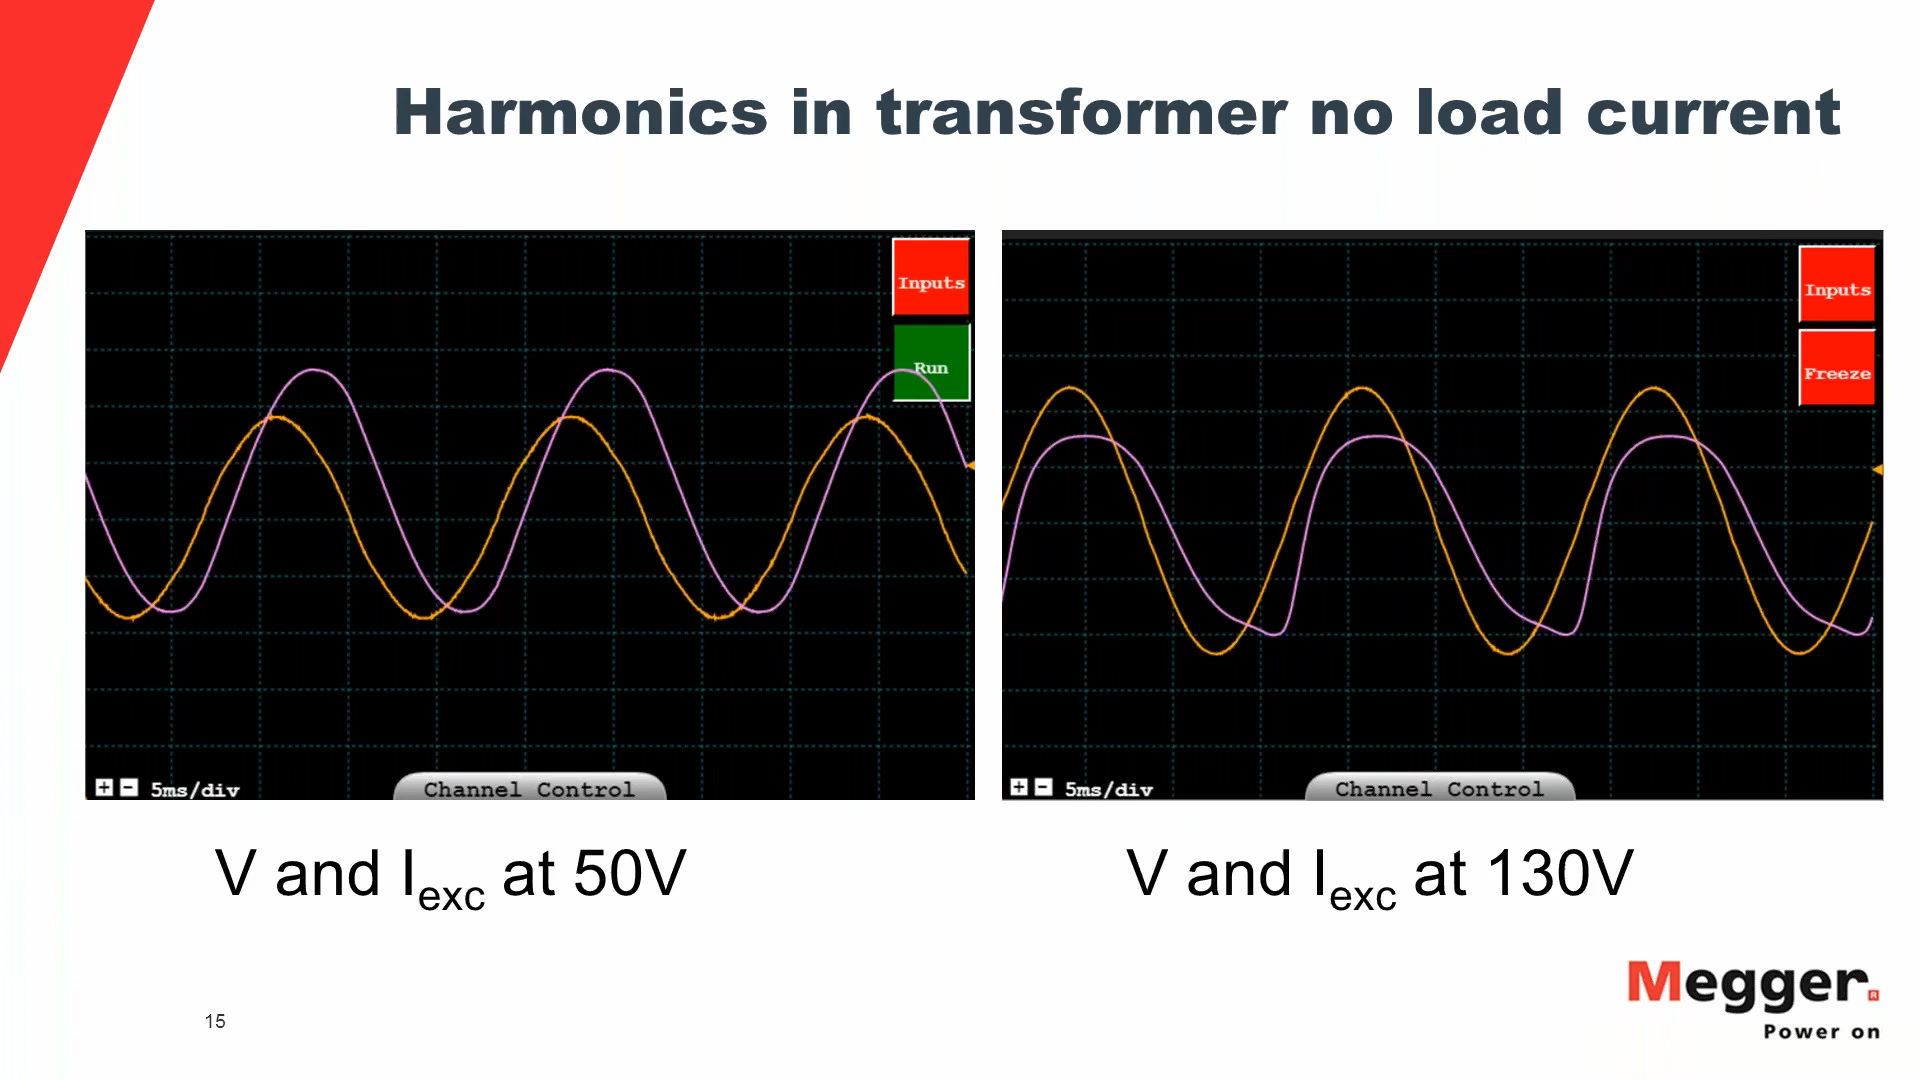 Harmonics in transformer no load current
Inputs
Run
+ - 5ms/div
Channel Control
Inputs
Freeze
+ - 5ms/div
Channel Control
V and Iexc at 50V
V and Iexc at 130V
Megger®
Power on
15